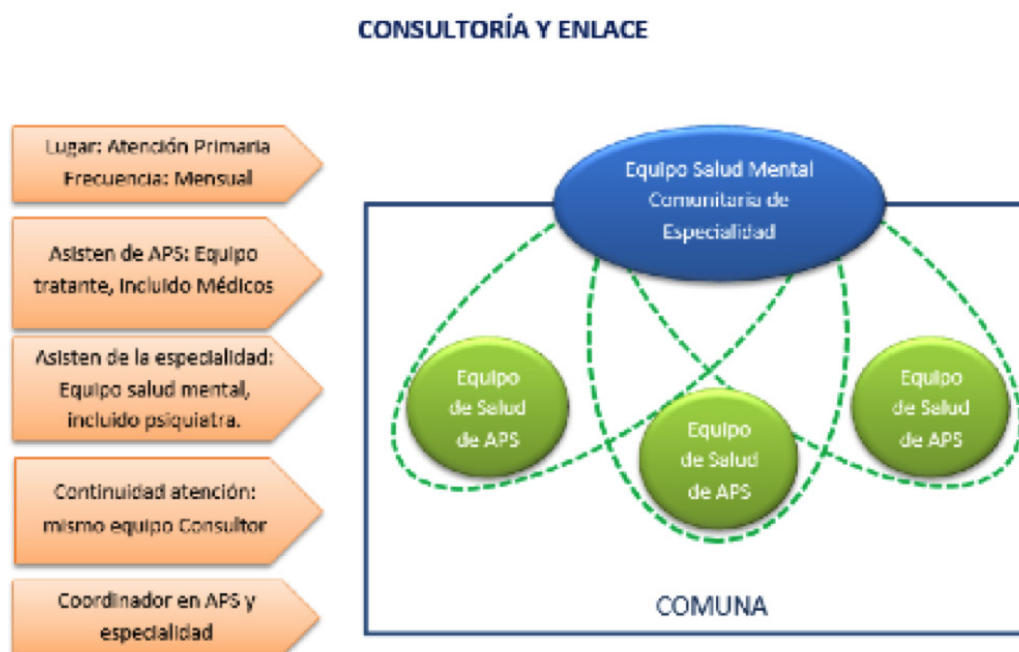 CONSULTORÍA Y ENLACE
Lugar: Atención Primaria
Frecuencia: Mensual
Asisten de APS: Equipo
tratante, incluido Médicos
Asisten de la especialidad:
Equipo salud mental,
incluido psiquiatra.
Continuidad atención:
mismo equipo Consultor
Coordinador en APS y
especialidad
Equipo Salud Mental
Comunitaria de
Especialidad
Equipo
de Salud
de APS
Equipo
de Salud
de APS
Equipo
de Salud
de APS
COMUNA